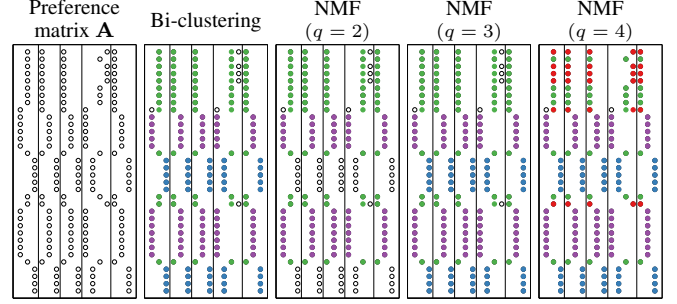 Preference
matrix A
Bi-clustering
NMF
(q = 2)
NMF
(q = 3)
NMF
(q = 4)